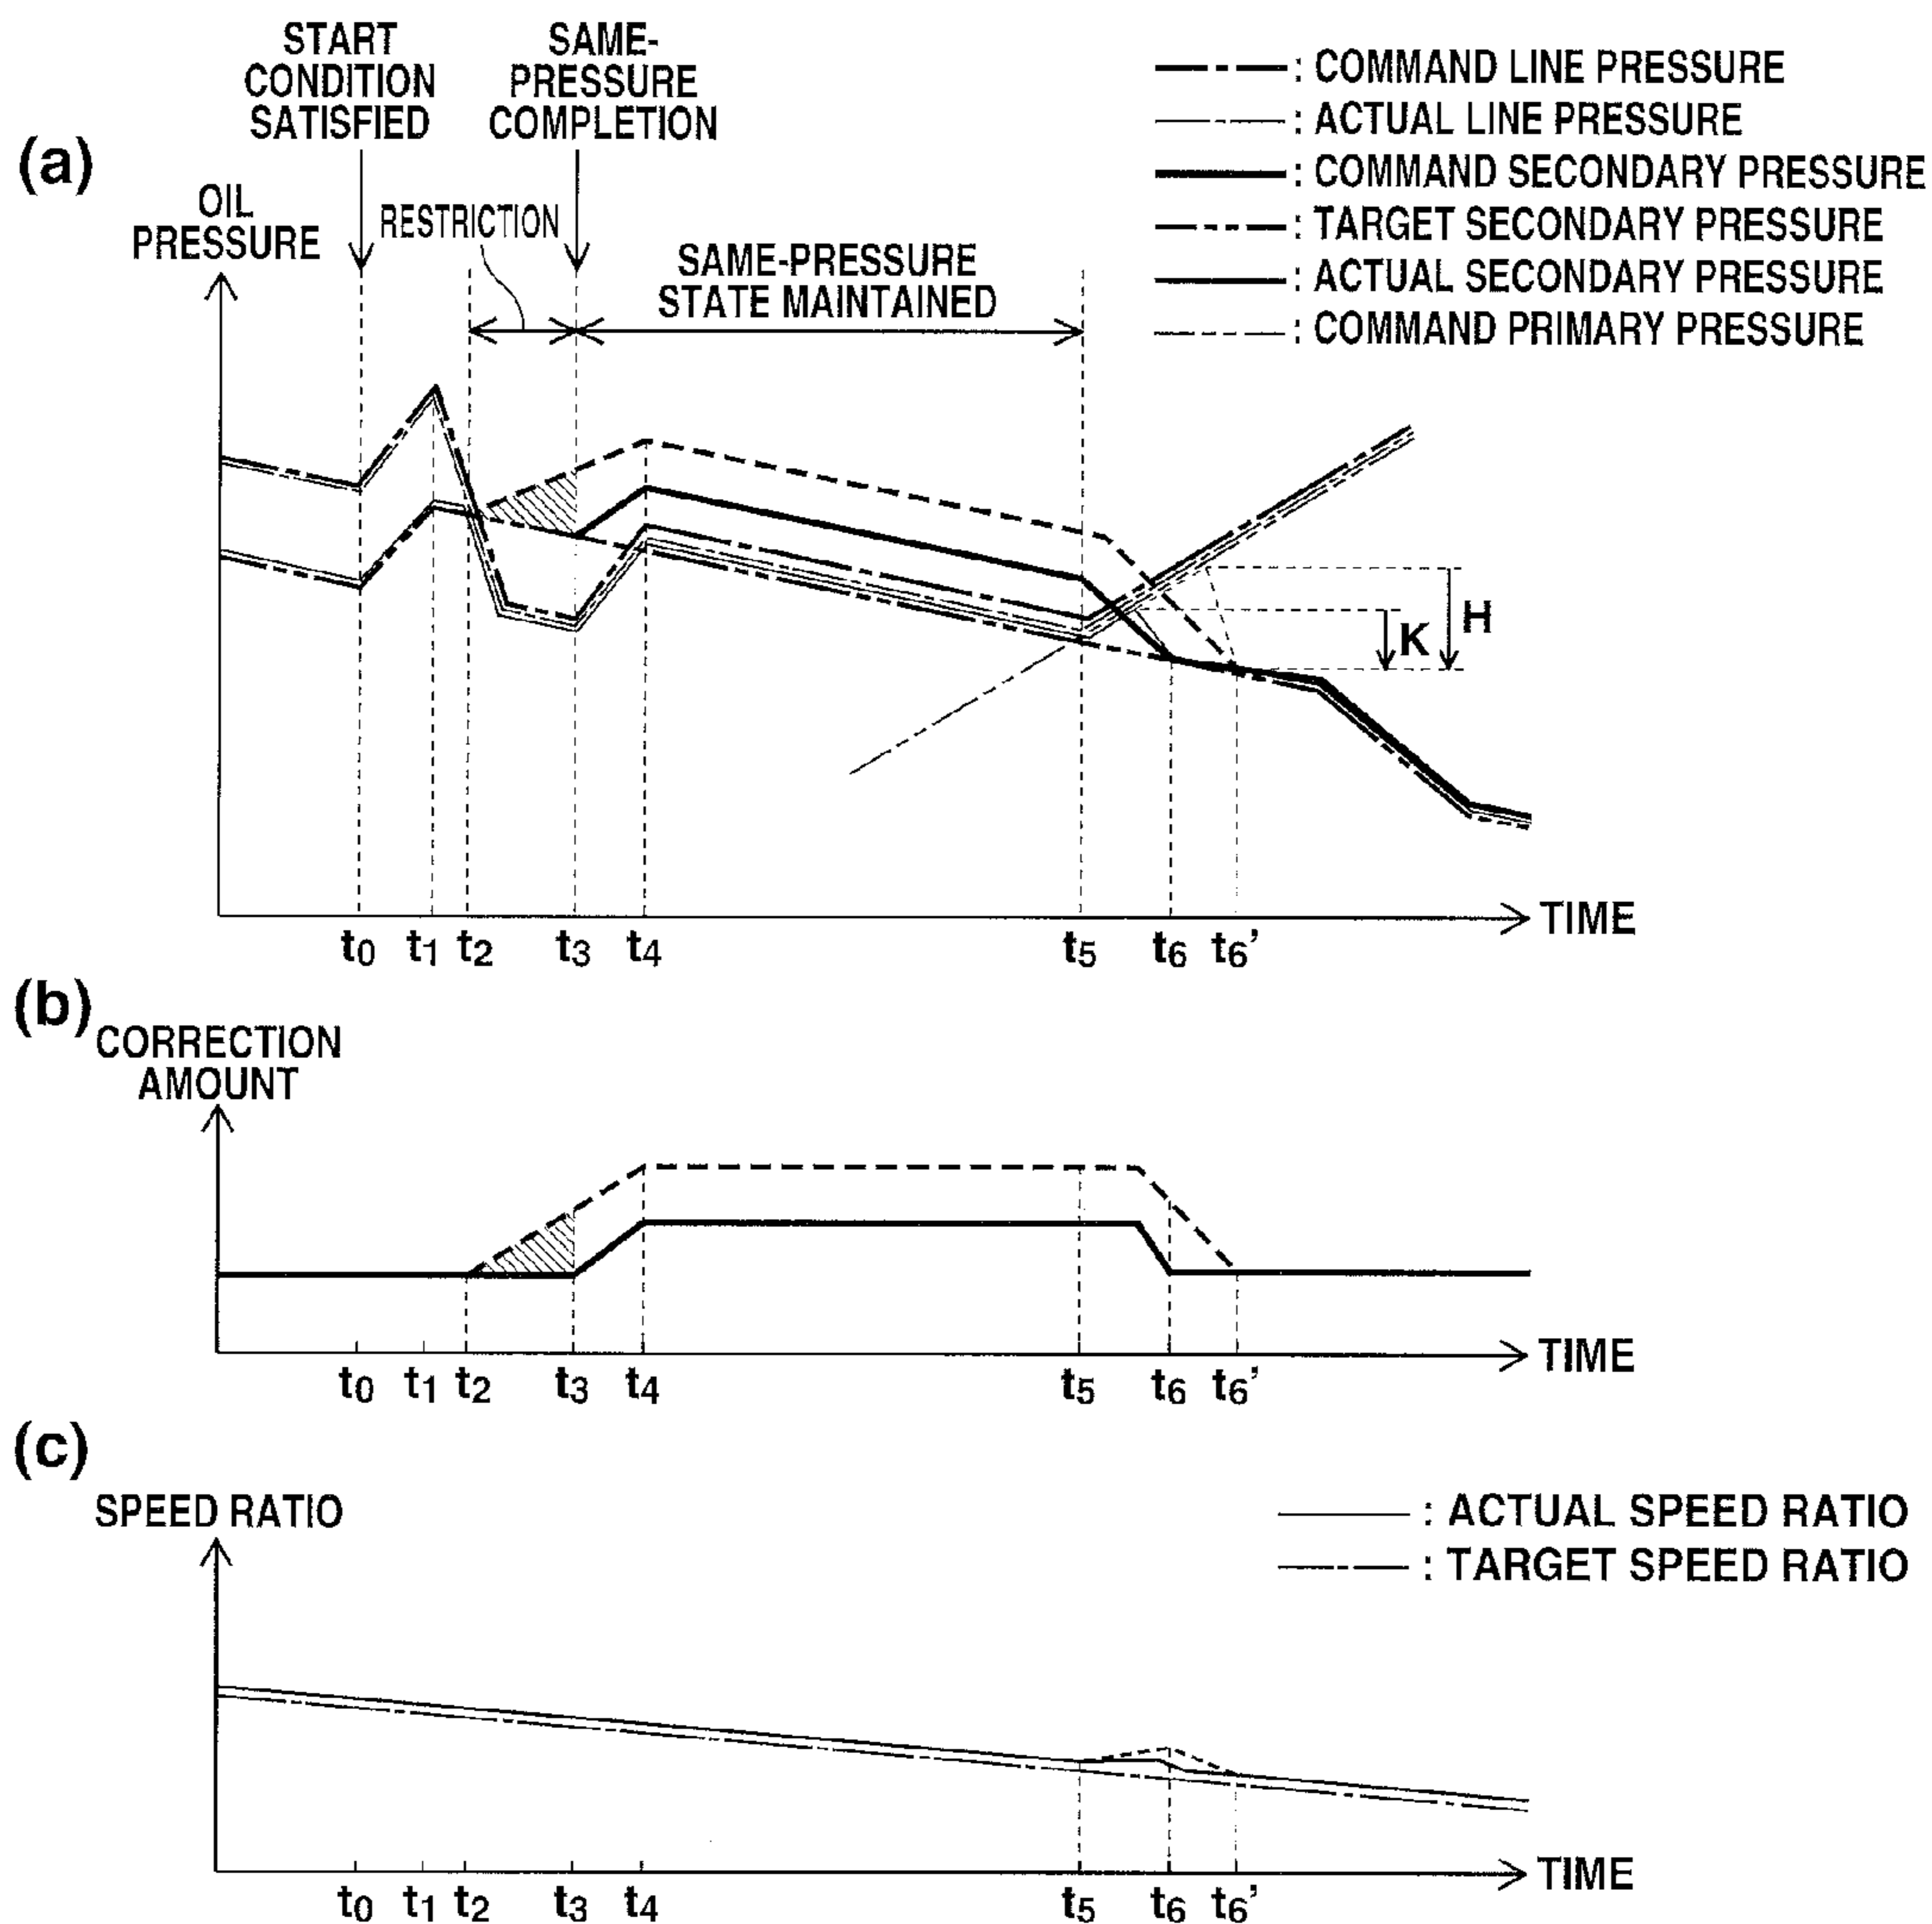 (a)
START
CONDITION
SATISFIED
SAME-
PRESSURE
COMPLETION
OIL
PRESSURE
RESTRICTION
SAME-PRESSURE
STATE MAINTAINED
: COMMAND LINE PRESSURE
: ACTUAL LINE PRESSURE
: COMMAND SECONDARY PRESSURE
: TARGET SECONDARY PRESSURE
: ACTUAL SECONDARY PRESSURE
: COMMAND PRIMARY PRESSURE
K
H
TIME
t0 t1 t2 t3 t4 t5 t6 t6'
(b)
CORRECTION
AMOUNT
TIME
t0 t1 t2 t3 t4 t5 t6 t6'
(c)
SPEED RATIO
: ACTUAL SPEED RATIO
: TARGET SPEED RATIO
TIME
t0 t1 t2 t3 t4 t5 t6 t6'